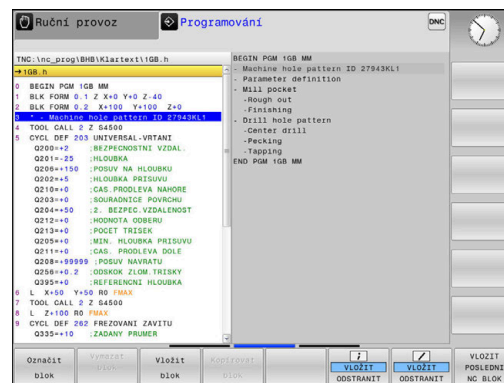 Ruční provoz
Programování
DNC
TNC:\nc_prog\BHB\Klartext\1GB.h
→1GB.h
0 BEGIN PGM 1GB MM
1 BLK FORM 0.1 Z X+0 Y+0 Z-40
2 BLK FORM 0.2 X+100 Y+100 Z+0
3 * - Machine hole pattern ID 27943KL1
4 TOOL CALL 2 Z S4500
5 CYCL DEF 203 UNIVERSAL-VRTANI
Q200=+2 ;BEZPECNOSTNI VZDAL.
Q201=-25 ;HLOUBKA
Q206=+150 ;POSUV NA HLOUBKU
Q202=+5 ;HLOUBKA PRISUVU
Q210=+0 ;CAS.PRODLEVA NAHORE
Q203=+0 ;SOURADNICE POVRCHU
Q204=+50 ;2. BEZPEC.VZDALENOST
Q212=+0 ;HODNOTA ODBERU
Q213=+0 ;POCET TRISEK
Q205=+0 ;MIN. HLOUBKA PRISUVU
Q211=+0 ;CAS. PRODLEVA DOLE
Q208=+99999 ;POSUV NAVRATU
Q256=+0.2 ;ODSKOK ZLOM.TRISKY
Q395=+0 ;REFERENCNI HLOUBKA
6 L X+50 Y+50 R0 FMAX
7 TOOL CALL 2 Z S4500
8 L Z+100 R0 FMAX
9 CYCL DEF 262 FREZOVANI ZAVITU
Q335=+10 ;ZADANY PRUMER
BEGIN PGM 1GB MM
- Machine hole pattern ID 27943KL1
- Parameter definition
- Mill pocket
-Rough out
-Finishing
- Drill hole pattern
-Center drill
-Pecking
-Tapping
END PGM 1GB MM
Označit
blok
Vymazat
blok
Vložit
blok
Kopírovat
blok
VLOZIT
ODSTRANIT
VLOZIT
ODSTRANIT
VLOZIT
POSLEDNÍ
NC BLOK